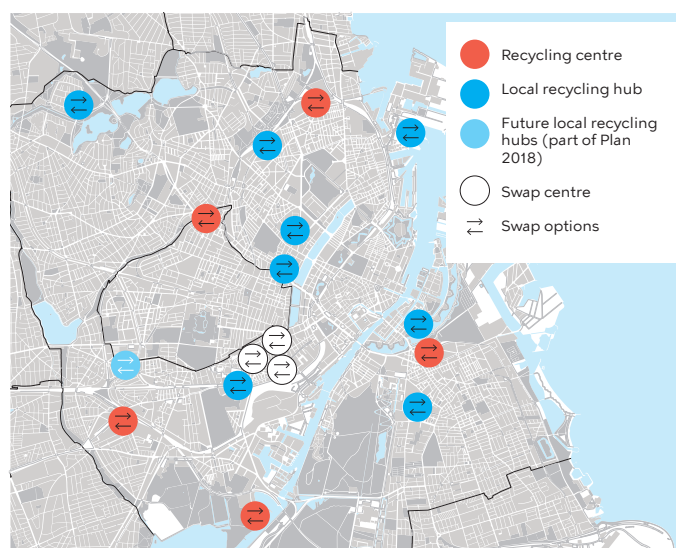 Recycling centre
Local recycling hub
Future local recycling
hubs (part of Plan
2018)
Swap centre
Swap options